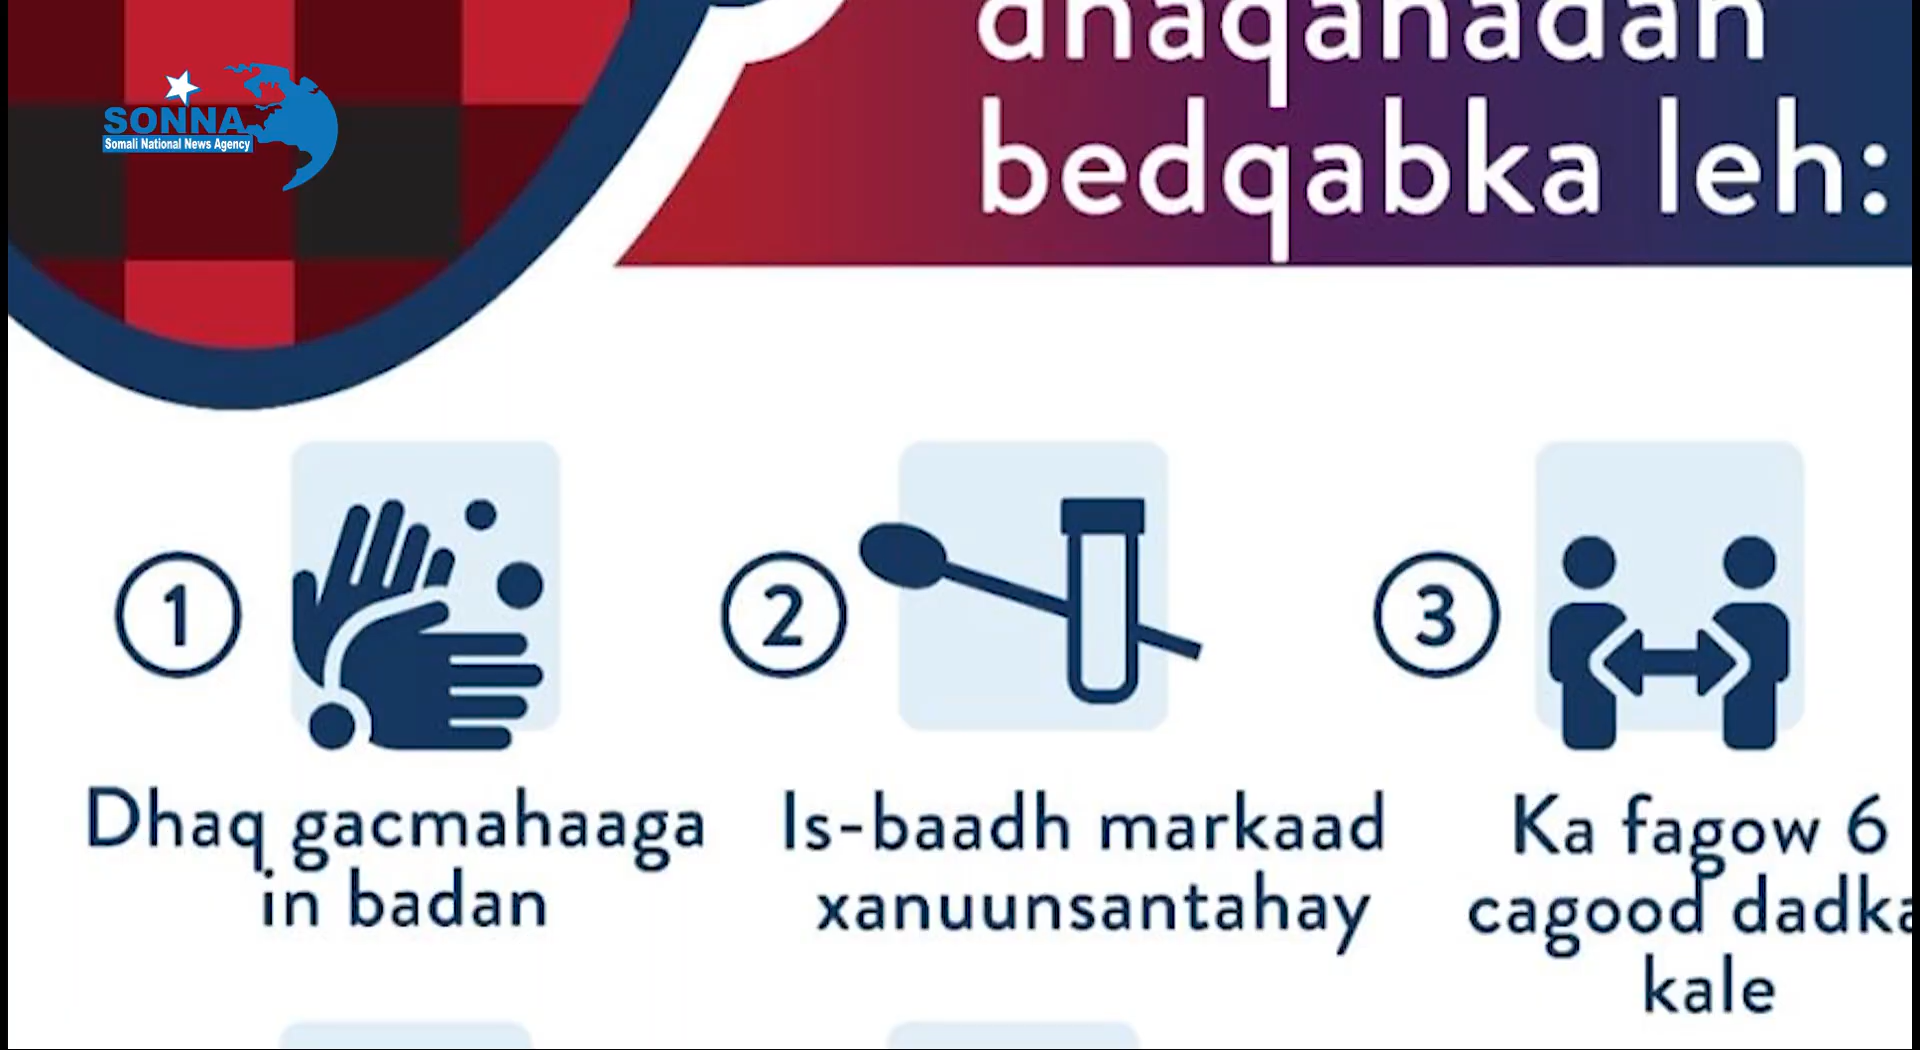 SONNA
Somali National News Agency
dhaqanadan
bedqabka leh:
1
Dhaq gacmahaaga
in badan
2
Is-baadh markaad
xanuunsantahay
3
Ka fagow 6
cagood dadka
kale